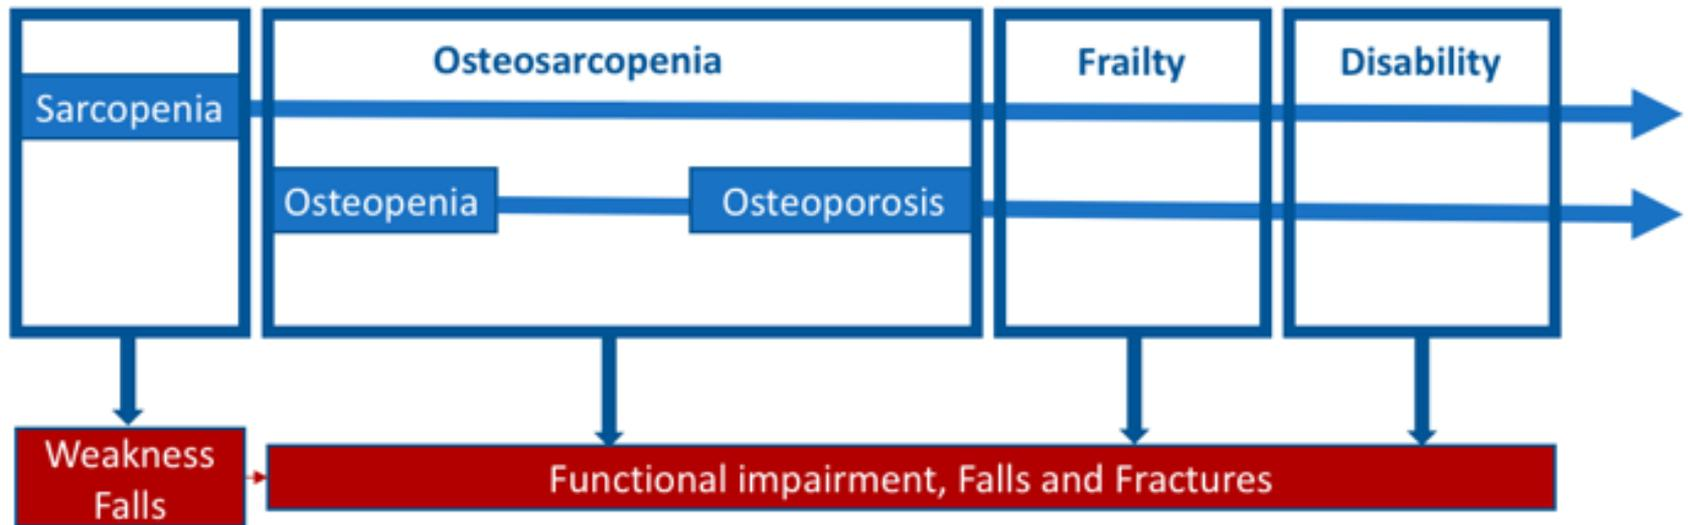 Osteosarcopenia
Frailty
Disability
Sarcopenia
Osteopenia
Osteoporosis
Weakness
Falls
Functional impairment, Falls and Fractures